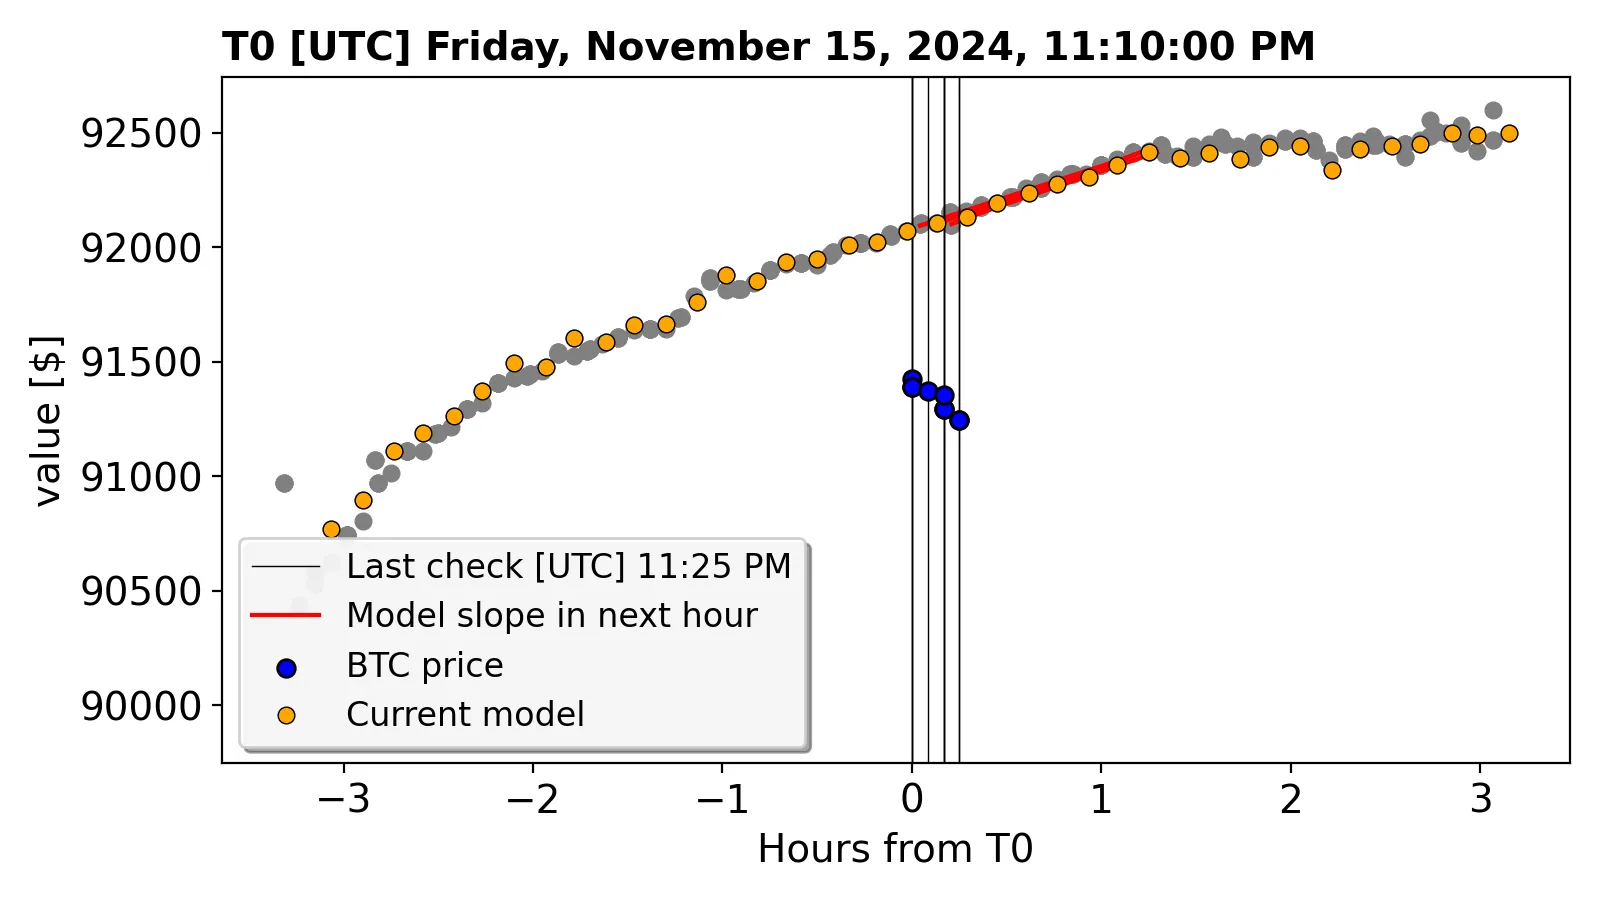 T0 [UTC] Friday, November 15, 2024, 11:10:00 PM
92500
92000
91500
91000
90500
90000
value [$]
Last check [UTC] 11:25 PM
Model slope in next hour
BTC price
Current model
−3 −2 −1 0 1 2 3
Hours from T0